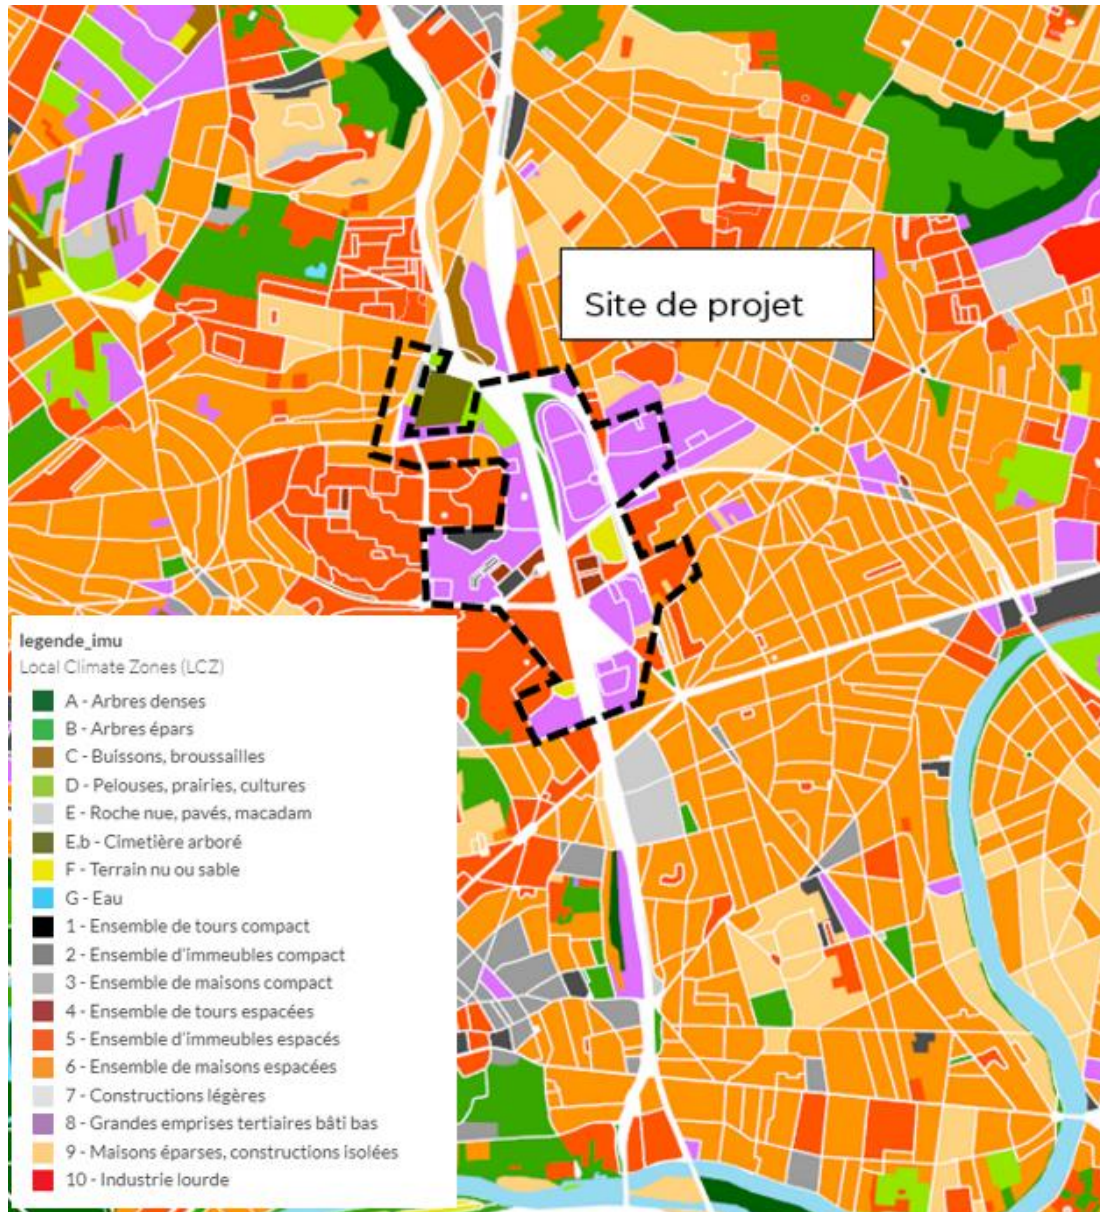 Site de projet
legende_imu
Local Climate Zones (LCZ)
A - Arbres denses
B - Arbres épars
C - Buissons, broussailles
D - Pelouses, prairies, cultures
E - Roche nue, pavés, macadam
E.b - Cimetière arboré
F - Terrain nu ou sable
G - Eau
1 - Ensemble de tours compact
2 - Ensemble d'immeubles compact
3 - Ensemble de maisons compact
4 - Ensemble de tours espacées
5 - Ensemble d'immeubles espacés
6 - Ensemble de maisons espacées
7 - Constructions légères
8 - Grandes emprises tertiaires bâti bas
9 - Maisons éparses, constructions isolées
10 - Industrie lourde